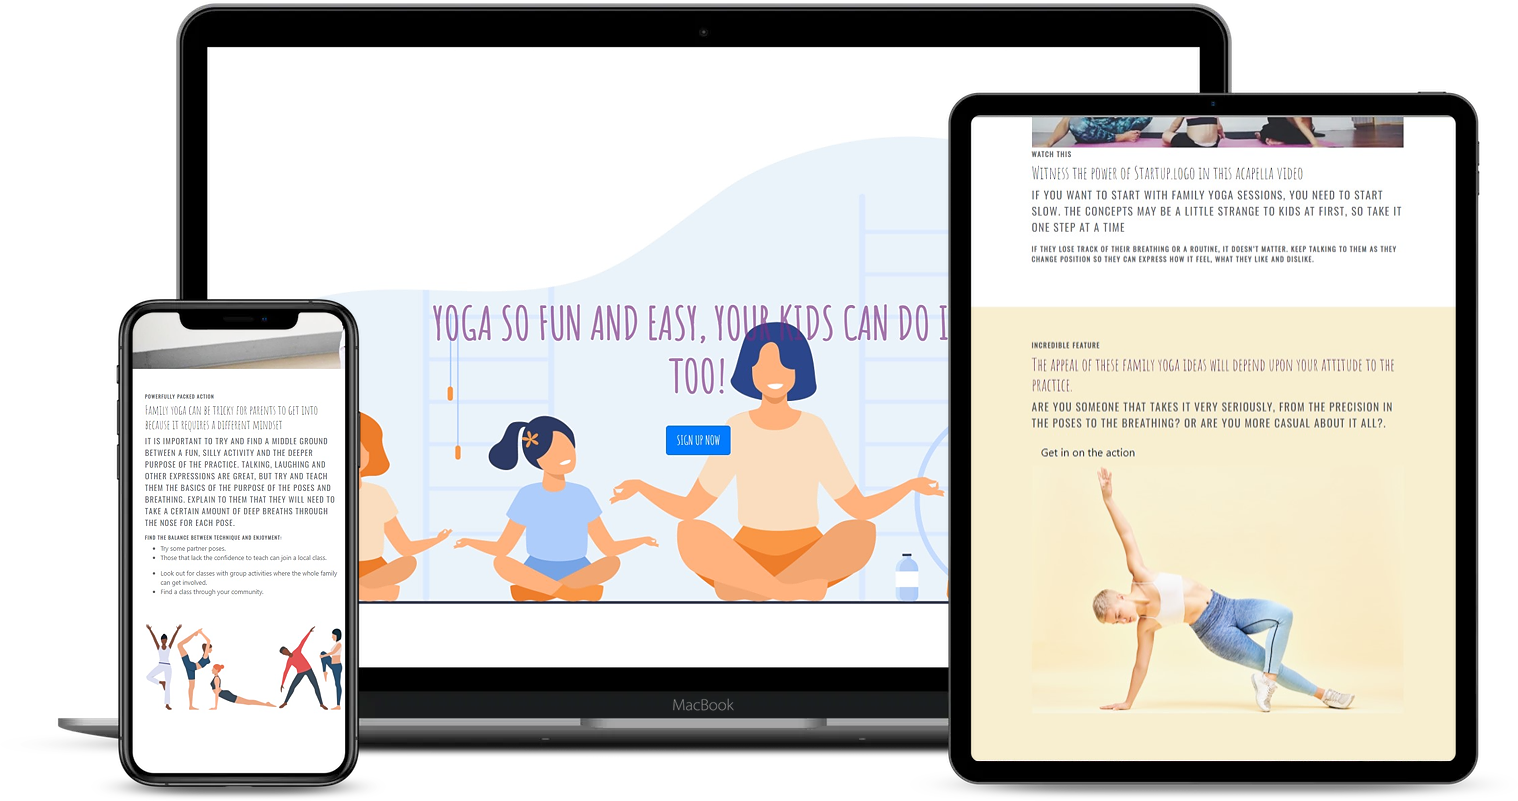 YOGA SO FUN AND EASY, YOUR KIDS CAN DO I
TOO!
SIGN UP NOW
MacBook
POWERFULLY PACKED ACTION
Family yoga can be tricky for parents to get into
because it requires a different mindset
IT IS IMPORTANT TO TRY AND FIND A MIDDLE GROUND
BETWEEN A FUN, SILLY ACTIVITY AND THE DEEPER
PURPOSE OF THE PRACTICE. TALKING, LAUGHING AND
OTHER EXPRESSIONS ARE GREAT, BUT TRY AND TEACH
THEM THE BASICS OF THE PURPOSE OF THE POSES AND
BREATHING. EXPLAIN TO THEM THAT THEY WILL NEED TO
TAKE A CERTAIN AMOUNT OF DEEP BREATHS THROUGH
THE NOSE FOR EACH POSE.
FIND THE BALANCE BETWEEN TECHNIQUE AND ENJOYMENT:
• Try some partner poses.
• Those that lack the confidence to teach can join a local class.
• Look out for classes with group activities where the whole family
can get involved.
• Find a class through your community.
WATCH THIS
Witness the power of Startup.logo in this acapella video
IF YOU WANT TO START WITH FAMILY YOGA SESSIONS, YOU NEED TO START
SLOW. THE CONCEPTS MAY BE A LITTLE STRANGE TO KIDS AT FIRST, SO TAKE IT
ONE STEP AT A TIME
IF THEY LOSE TRACK OF THEIR BREATHING OR A ROUTINE, IT DOESN'T MATTER. KEEP TALKING TO THEM AS THEY
CHANGE POSITION SO THEY CAN EXPRESS HOW IT FEEL, WHAT THEY LIKE AND DISLIKE.
INCREDIBLE FEATURE
The appeal of these family yoga ideas will depend upon your attitude to the
practice.
ARE YOU SOMEONE THAT TAKES IT VERY SERIOUSLY, FROM THE PRECISION IN
THE POSES TO THE BREATHING? OR ARE YOU MORE CASUAL ABOUT IT ALL?.
Get in on the action